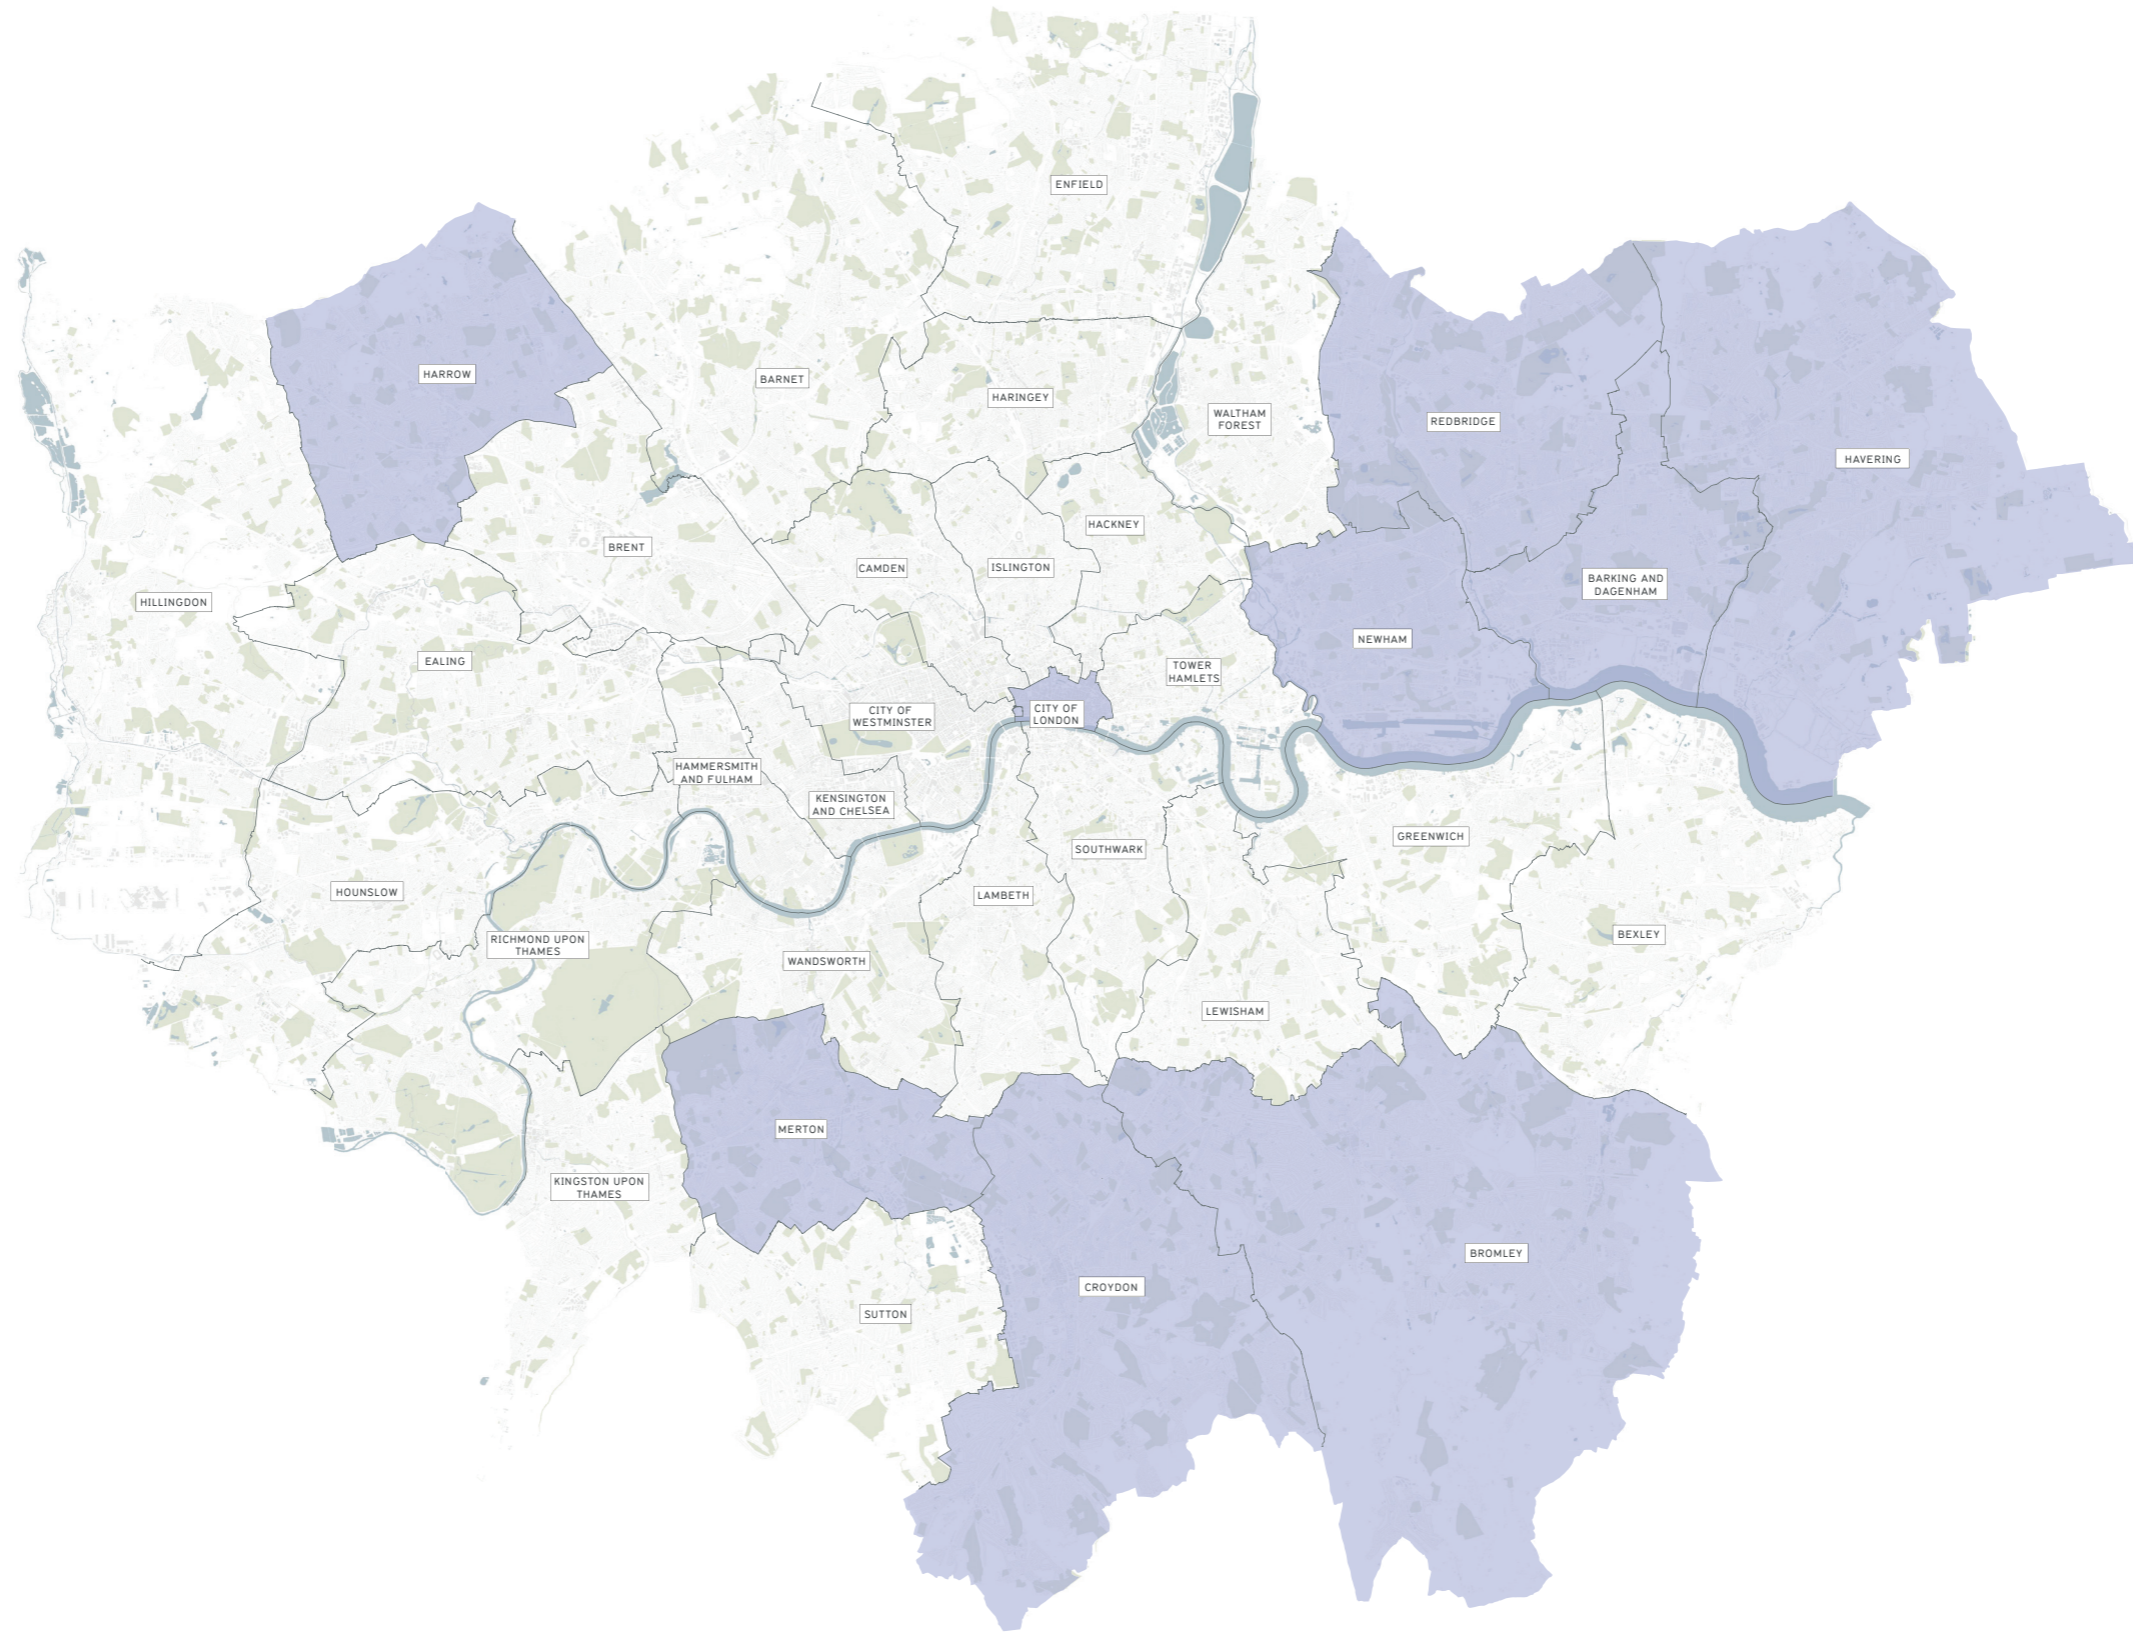 ENFIELD
HARROW
BARNET
HARINGEY
WALTHAM
FOREST
REDBRIDGE
HAVERING
HACKNEY
BRENT
CAMDEN
ISLINGTON
BARKING AND
DAGENHAM
HILLINGDON
NEWHAM
EALING
TOWER
HAMLETS
CITY OF
WESTMINSTER
CITY OF
LONDON
HAMMERSMITH
AND FULHAM
KENSINGTON
AND CHELSEA
GREENWICH
SOUTHWARK
HOUNSLOW
LAMBETH
BEXLEY
RICHMOND UPON
THAMES
WANDSWORTH
LEWISHAM
MERTON
KINGSTON UPON
THAMES
BROMLEY
CROYDON
SUTTON